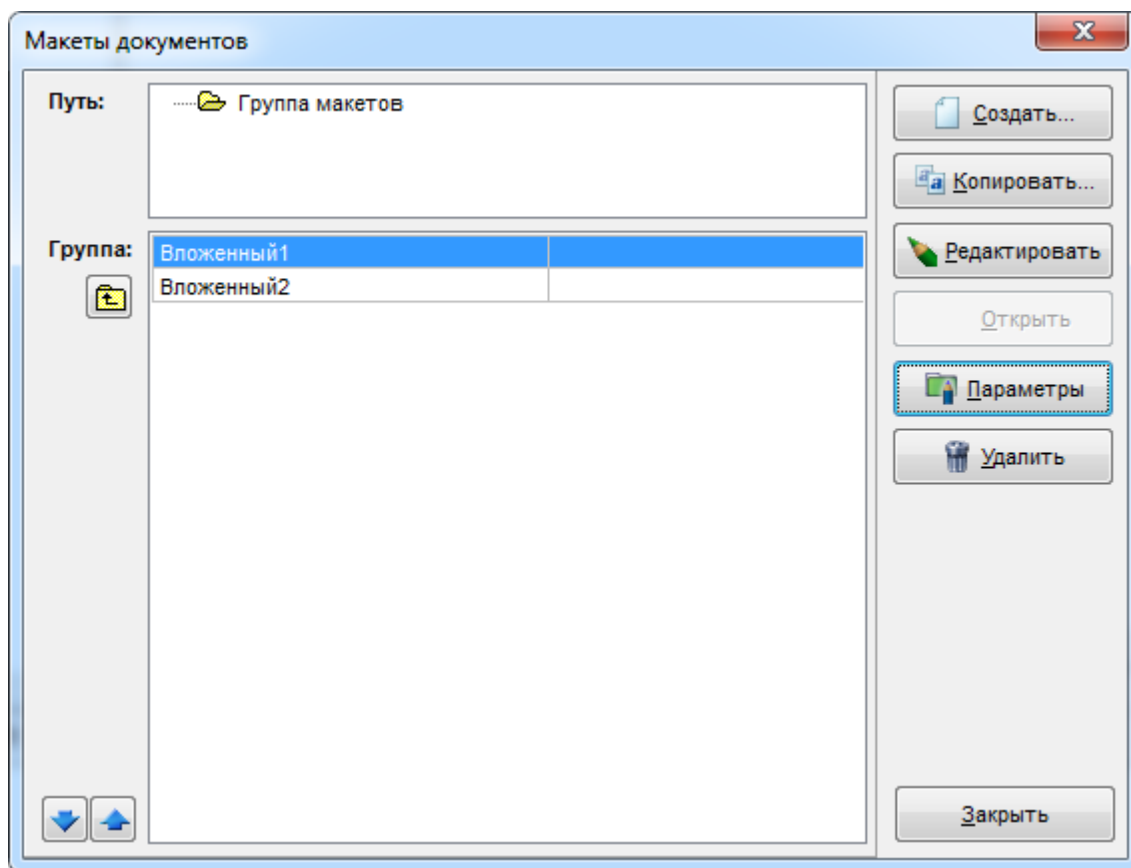 Макеты документов
Путь:
Группа макетов
Группа:
Вложенный1
Вложенный2
Создать...
Копировать...
Редактировать
Открыть
Параметры
Удалить
Закрыть